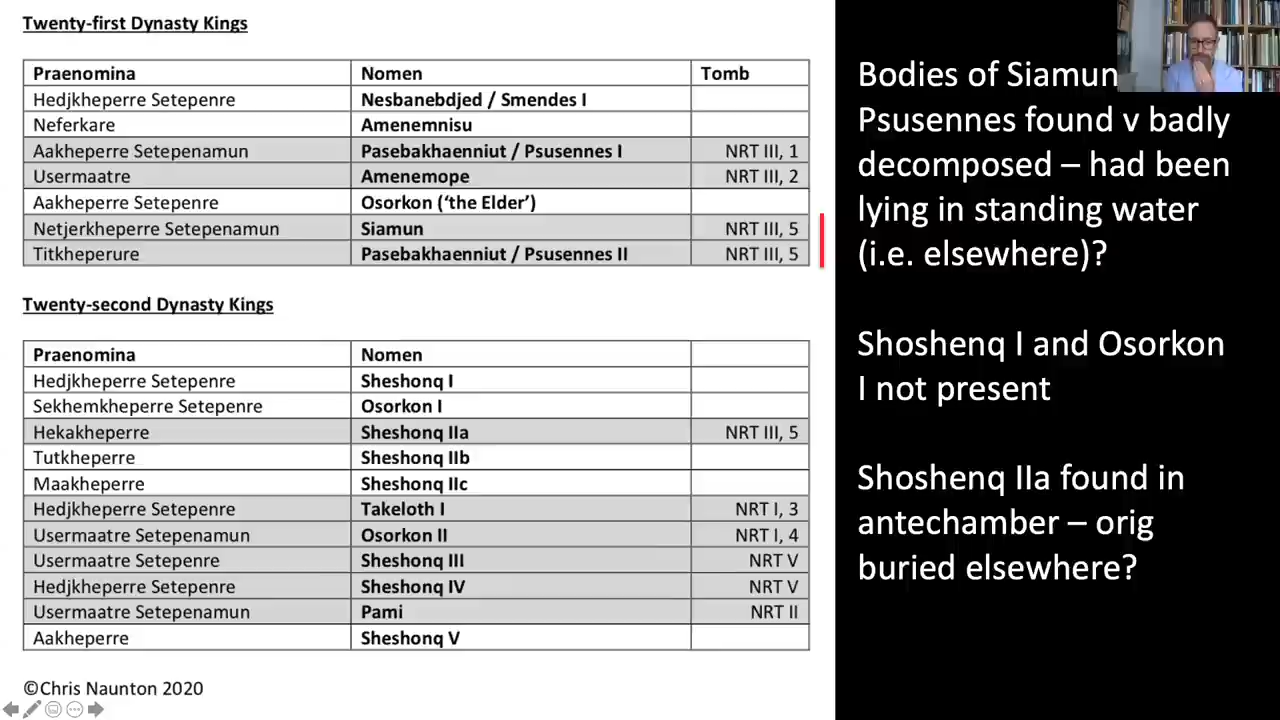 Twenty-first Dynasty Kings
Praenomina Nomen Tomb
Hedjkheperre Setepenre Nesbanebdjed / Smendes I
Neferkare Amenemnisu
Aakheperre Setepenamun Pasebakhaenniut / Psusennes I NRT III, 1
Usermaatre Amenemope NRT III, 2
Aakheperre Setepenre Osorkon (‘the Elder’)
Netjerkheperre Setepenamun Siamun NRT III, 5
Titkheperure Pasebakhaenniut / Psusennes II NRT III, 5
Twenty-second Dynasty Kings
Praenomina Nomen
Hedjkheperre Setepenre Sheshonq I
Sekhemkheperre Setepenre Osorkon I
Hekakheperre Sheshonq IIa NRT III, 5
Tutkheperre Sheshonq IIb
Maakheperre Sheshonq IIc
Hedjkheperre Setepenre Takeloth I NRT I, 3
Usermaatre Setepenamun Osorkon II NRT I, 4
Usermaatre Setepenre Sheshonq III NRT V
Hedjkheperre Setepenre Sheshonq IV NRT V
Usermaatre Setepenamun Pami NRT II
Aakheperre Sheshonq V
©Chris Naunton 2020
Bodies of Siamun
Psusennes found v badly
decomposed – had been
lying in standing water
(i.e. elsewhere)?
Shoshenq I and Osorkon
I not present
Shoshenq IIa found in
antechamber – orig
buried elsewhere?